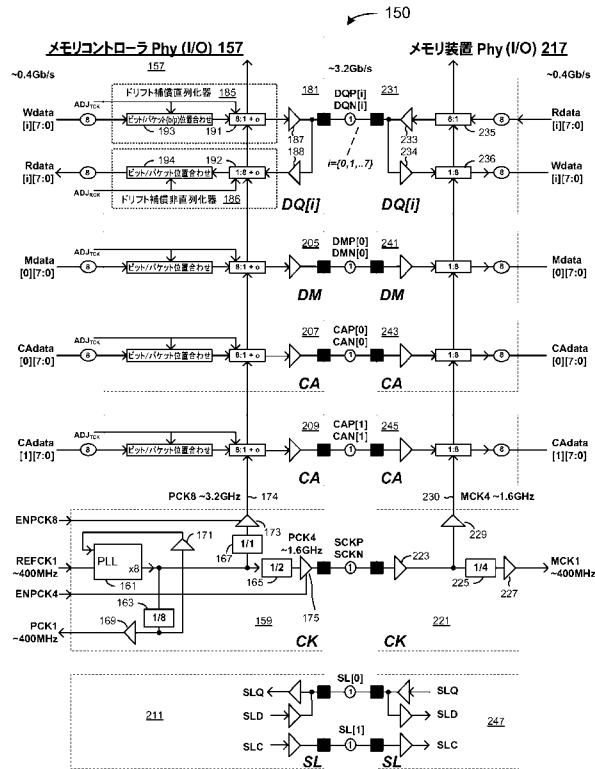 150
メモリコントローラ Phy (I/O) 157
メモリ装置 Phy (I/O) 217
~0.4Gb/s
157
~3.2Gb/s
~0.4Gb/s
ドリフト補償直列化器 185
181
DQP[i]
DQN[i]
231
ADJTCK
Wdata
[i][7:0]
8
ビット/パケット(b/p)位置合わせ
8:1 + o
1
8:1
8
Rdata
[i][7:0]
193
191
187
233
235
188
234
Rdata
[i][7:0]
8
194
ビット/パケット位置合わせ
192
1:8 + o
i={0,1,..7}
236
1:8
8
Wdata
[i][7:0]
ADJRCK
ドリフト補償非直列化器
186
DQ[i]
DQ[i]
ADJTCK
205
DMP[0]
DMN[0]
241
Mdata
[0][7:0]
8
ビット/パケット位置合わせ
8:1 + o
1
1:8
8
Mdata
[0][7:0]
DM
DM
ADJTCK
207
CAP[0]
CAN[0]
243
CAdata
[0][7:0]
8
ビット/パケット位置合わせ
8:1 + o
1
1:8
8
CAdata
[0][7:0]
CA
CA
ADJTCK
209
CAP[1]
CAN[1]
245
CAdata
[1][7:0]
8
ビット/パケット位置合わせ
8:1 + o
1
1:8
8
CAdata
[1][7:0]
CA
CA
PCK8 ~3.2GHz
174
230
MCK4 ~1.6GHz
ENPCK8
171
173
229
1/1
167
PCK4
~1.6GHz
SCKP
SCKN
223
REFCK1
~400MHz
PLL
x8
161
1/2
165
1
1/4
225
227
MCK1
~400MHz
ENPCK4
163
1/8
175
PCK1
~400MHz
169
159
221
CK
CK
SL[0]
SLQ
1
SLQ
SLD
SLD
211
SL[1]
247
SLC
1
SLC
SL
SL